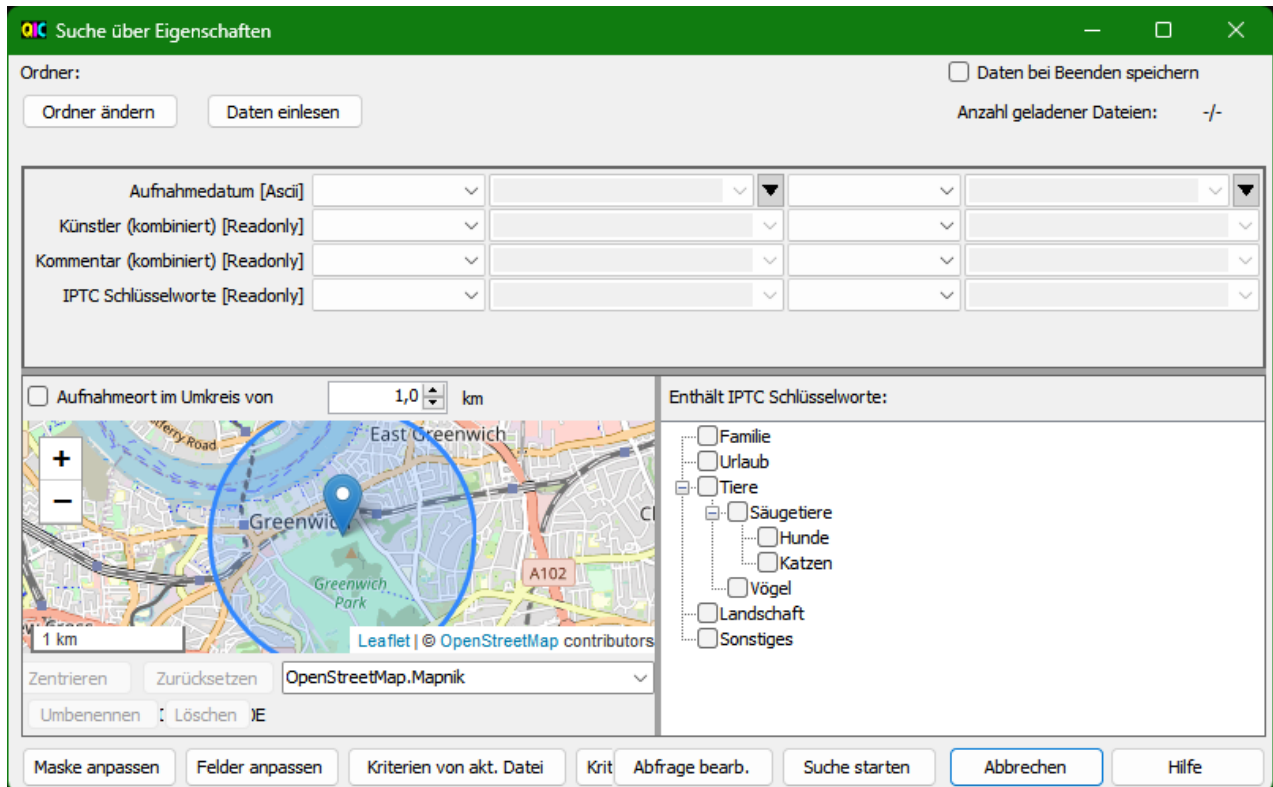 QIC Suche über Eigenschaften
Ordner:
Daten bei Beenden speichern
Ordner ändern
Daten einlesen
Anzahl geladener Dateien: -/-
Aufnahmedatum [Ascii]
Künstler (kombiniert) [Readonly]
Kommentar (kombiniert) [Readonly]
IPTC Schlüsselworte [Readonly]
Aufnahmeort im Umkreis von 1,0 km
East Greenwich
Road
+
−
Greenwich
A102
Greenwich
Park
1 km
Leaflet | © OpenStreetMap contributors
Zentrieren
Zurücksetzen
OpenStreetMap.Mapnik
Umbenennen
Löschen
Enthält IPTC Schlüsselworte:
Familie
Urlaub
Tiere
Säugetiere
Hunde
Katzen
Vögel
Landschaft
Sonstiges
Maske anpassen
Felder anpassen
Kriterien von akt. Datei
Krit
Abfrage bearb.
Suche starten
Abbrechen
Hilfe